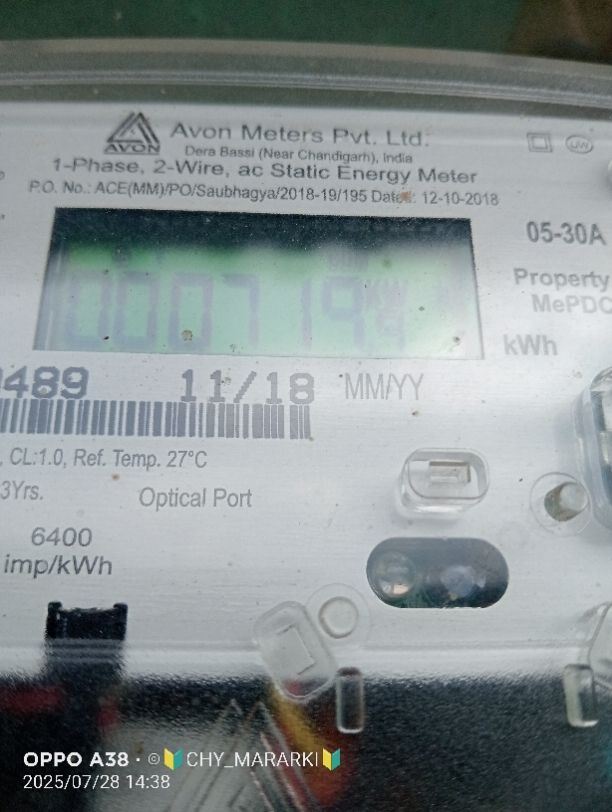 AVON
Avon Meters Pvt. Ltd.
Dera Bassi (Near Chandigarh), India
1-Phase, 2-Wire, ac Static Energy Meter
P.O. No.: ACE(MM)/PO/Saubhagya/2018-19/195 Dated: 12-10-2018
UW
05-30A
Property
MePDC
000719
kWh
489 11/18 MM/YY
, CL:1.0, Ref. Temp. 27°C
3Yrs.
Optical Port
6400
imp/kWh
OPPO A38 · © 🔰CHY_MARARKI🔰
2025/07/28 14:38